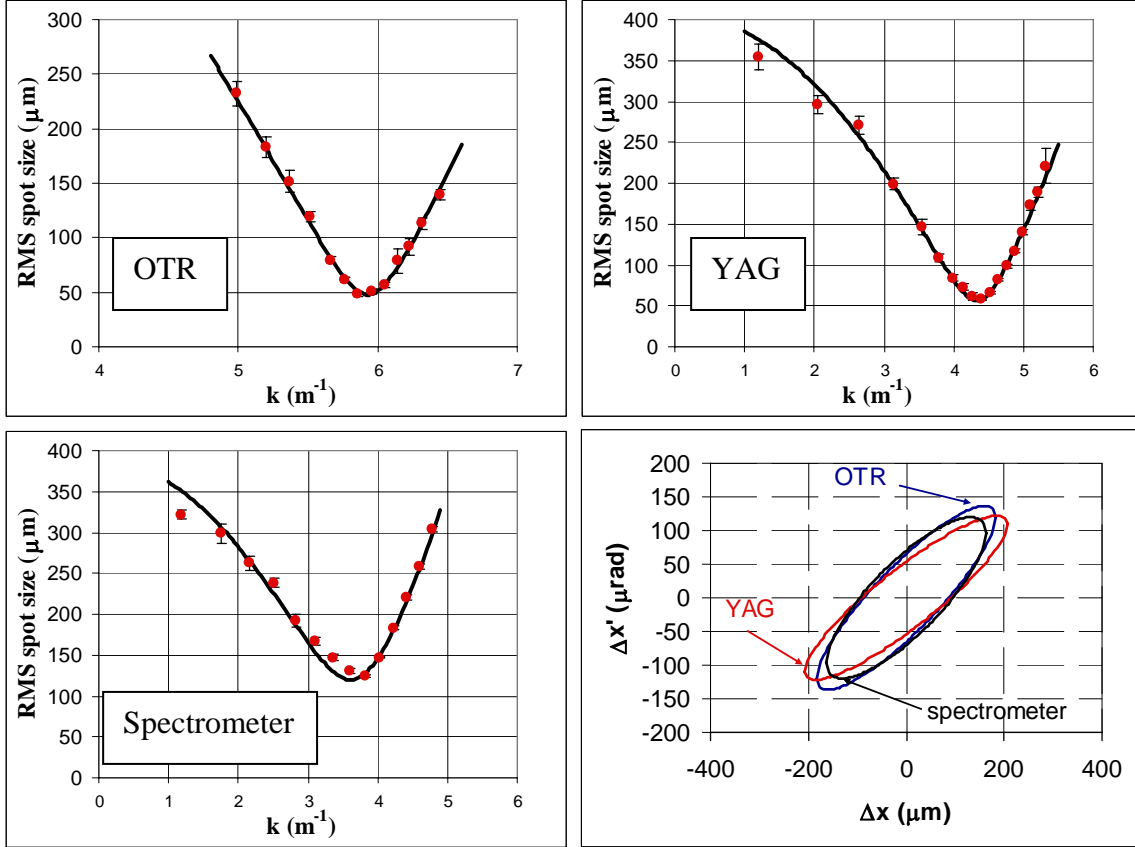 300
250
200
150
100
50
0
RMS spot size (μm)
OTR
4 5 6 7
k (m⁻¹)
400
350
300
250
200
150
100
50
0
RMS spot size (μm)
YAG
0 1 2 3 4 5 6
k (m⁻¹)
400
350
300
250
200
150
100
50
0
RMS spot size (μm)
Spectrometer
0 1 2 3 4 5 6
k (m⁻¹)
200
150
100
50
0
-50
-100
-150
-200
Δx' (μrad)
OTR
YAG
spectrometer
-400 -200 0 200 400
Δx (μm)